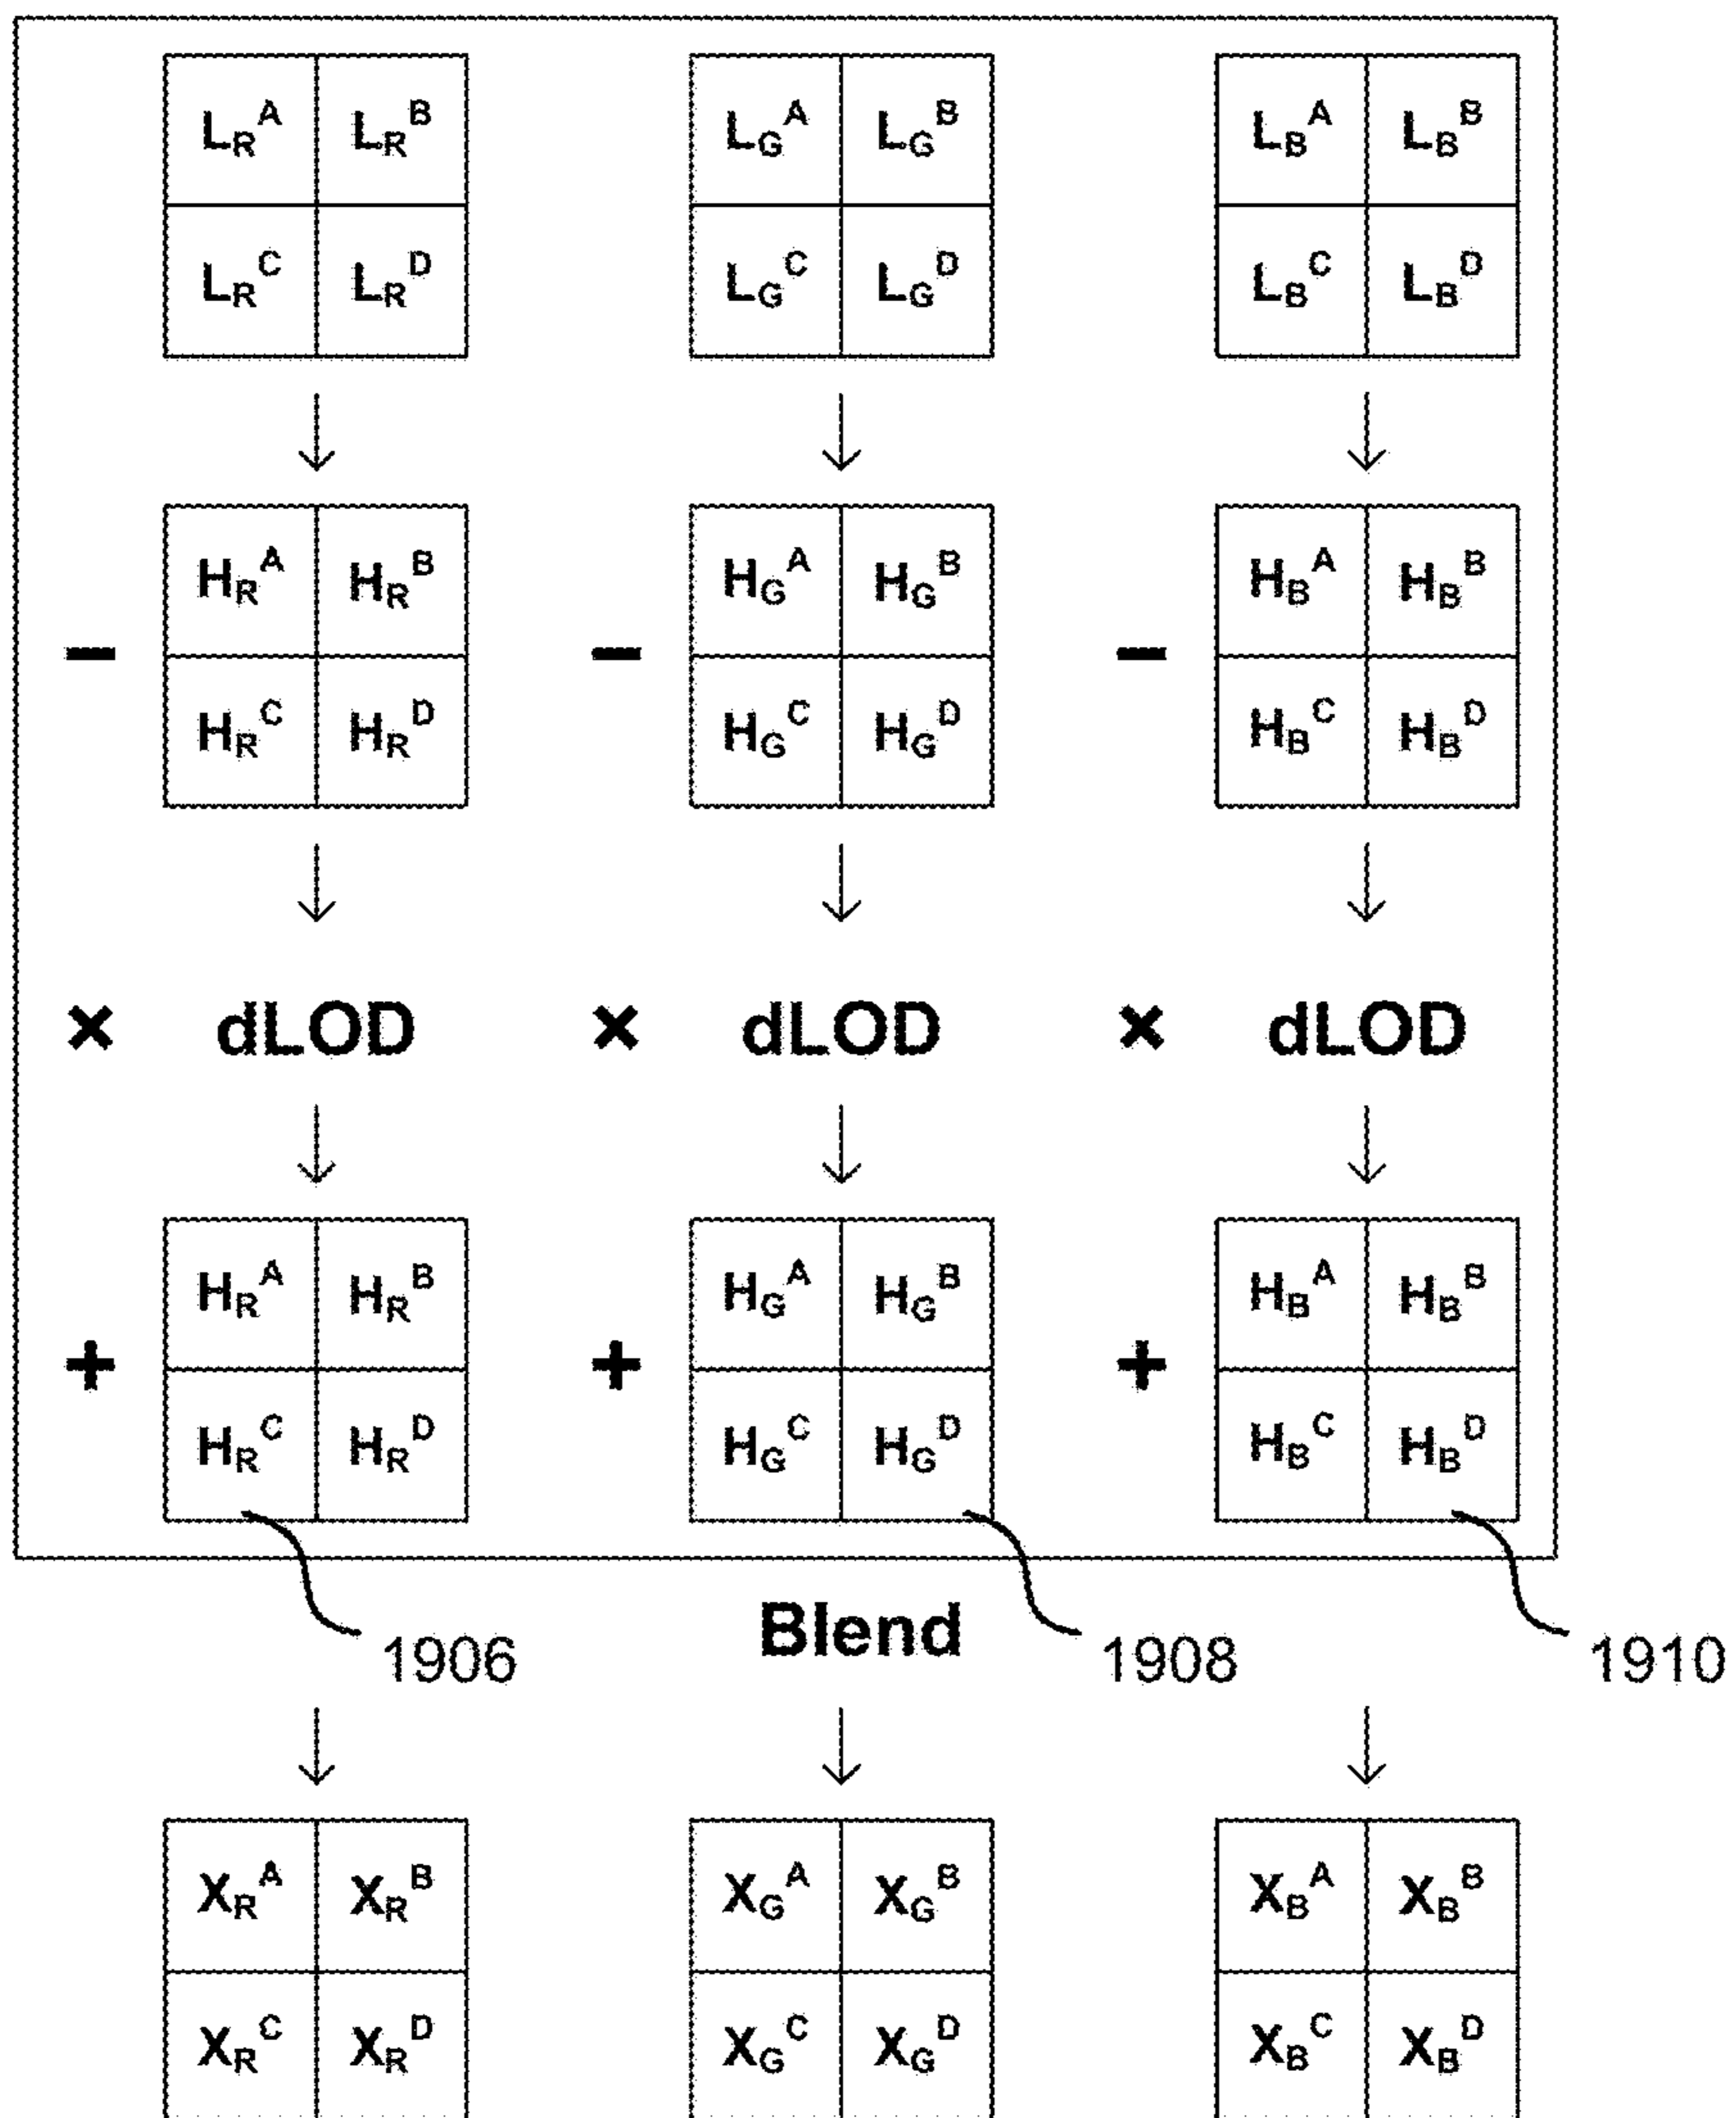 L_R^A L_R^B L_G^A L_G^B L_B^A L_B^B
L_R^C L_R^D L_G^C L_G^D L_B^C L_B^D
H_R^A H_R^B H_G^A H_G^B H_B^A H_B^B
− − −
H_R^C H_R^D H_G^C H_G^D H_B^C H_B^D
× dLOD × dLOD × dLOD
H_R^A H_R^B H_G^A H_G^B H_B^A H_B^B
+ + +
H_R^C H_R^D H_G^C H_G^D H_B^C H_B^D
1906 Blend 1908 1910
X_R^A X_R^B X_G^A X_G^B X_B^A X_B^B
X_R^C X_R^D X_G^C X_G^D X_B^C X_B^D